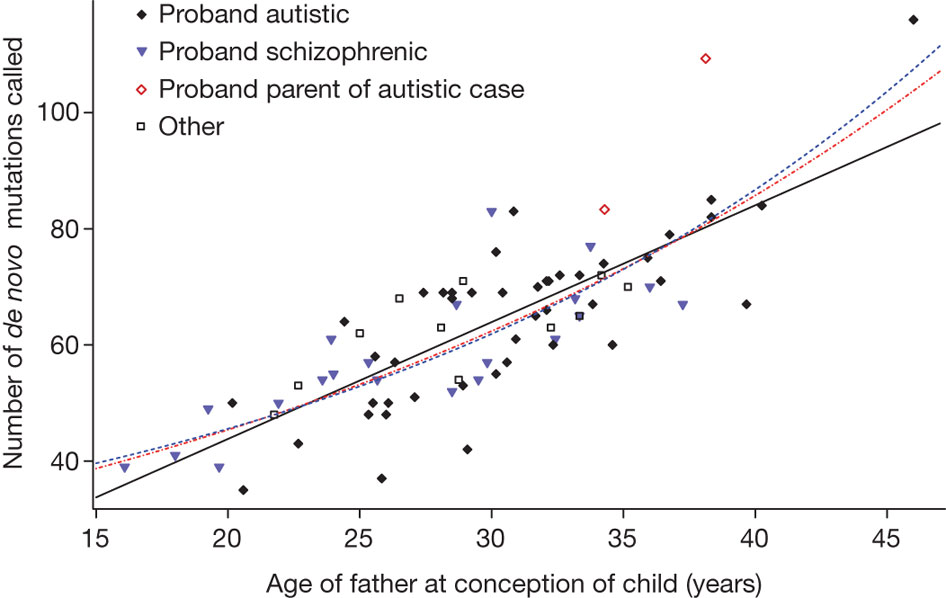 Proband autistic
Proband schizophrenic
Proband parent of autistic case
Other
Number of de novo mutations called
100
80
60
40
15 20 25 30 35 40 45
Age of father at conception of child (years)